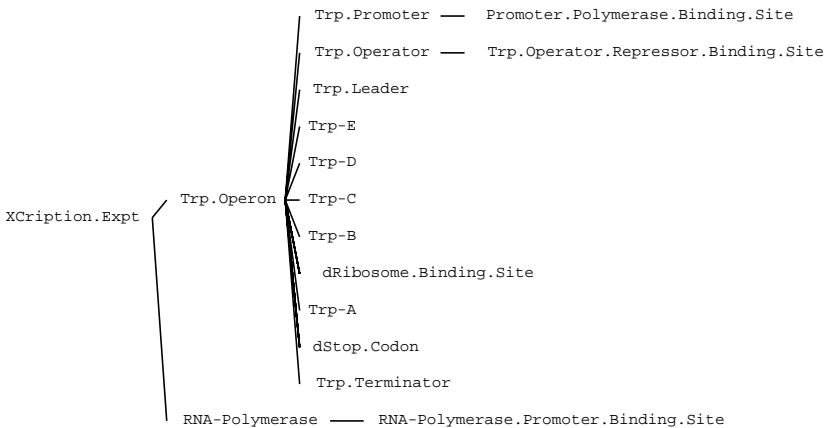 Trp.Promoter Promoter.Polymerase.Binding.Site
Trp.Operator Trp.Operator.Repressor.Binding.Site
Trp.Leader
Trp-E
Trp-D
Trp.Operon Trp-C
XCription.Expt
Trp-B
dRibosome.Binding.Site
Trp-A
dStop.Codon
Trp.Terminator
RNA-Polymerase RNA-Polymerase.Promoter.Binding.Site